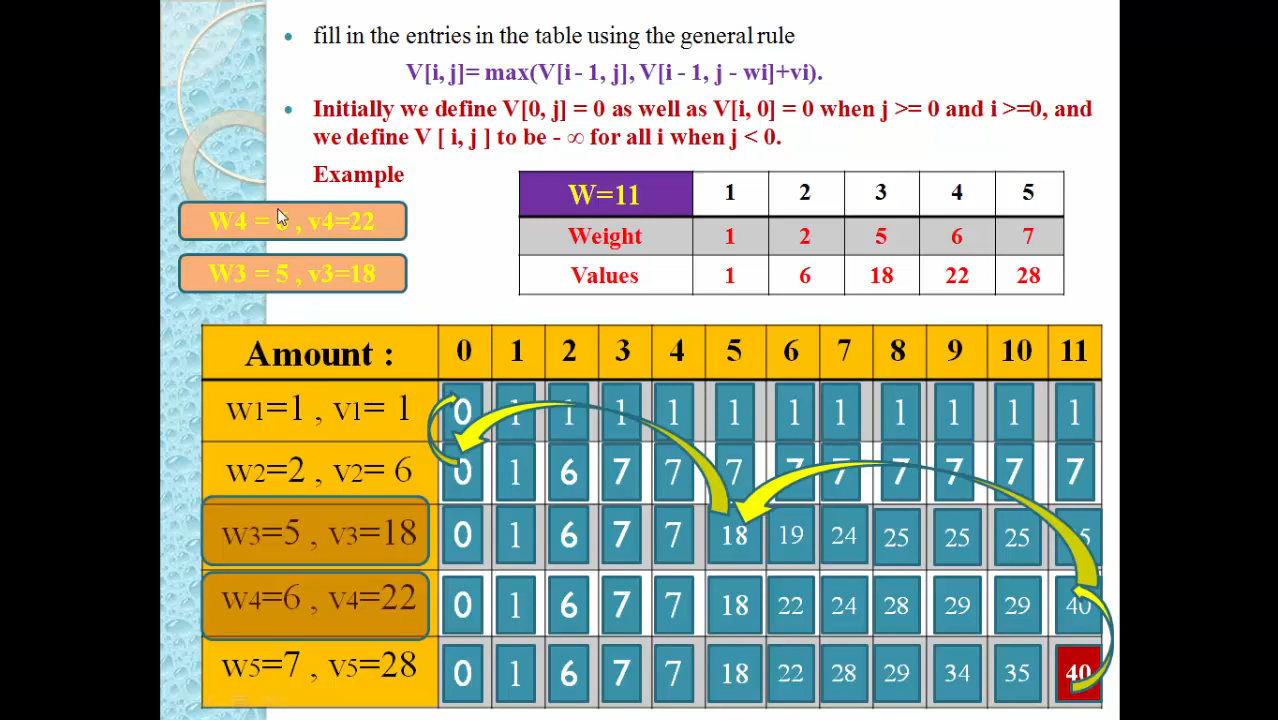 • fill in the entries in the table using the general rule
V[i, j]= max(V[i - 1, j], V[i - 1, j - wi]+vi).
• Initially we define V[0, j] = 0 as well as V[i, 0] = 0 when j >= 0 and i >=0, and
we define V [ i, j ] to be - ∞ for all i when j < 0.
Example
W4 = , v4=22
W3 = 5 , v3=18
W=11 1 2 3 4 5
Weight 1 2 5 6 7
Values 1 6 18 22 28
Amount : 0 1 2 3 4 5 6 7 8 9 10 11
w1=1 , v1= 1 0 1 1 1 1 1 1 1 1 1 1 1
w2=2 , v2= 6 0 1 6 7 7 7 7 7 7 7 7 7
w3=5 , v3=18 0 1 6 7 7 18 19 24 25 25 25 5
w4=6 , v4=22 0 1 6 7 7 18 22 24 28 29 29 40
w5=7 , v5=28 0 1 6 7 7 18 22 28 29 34 35 40